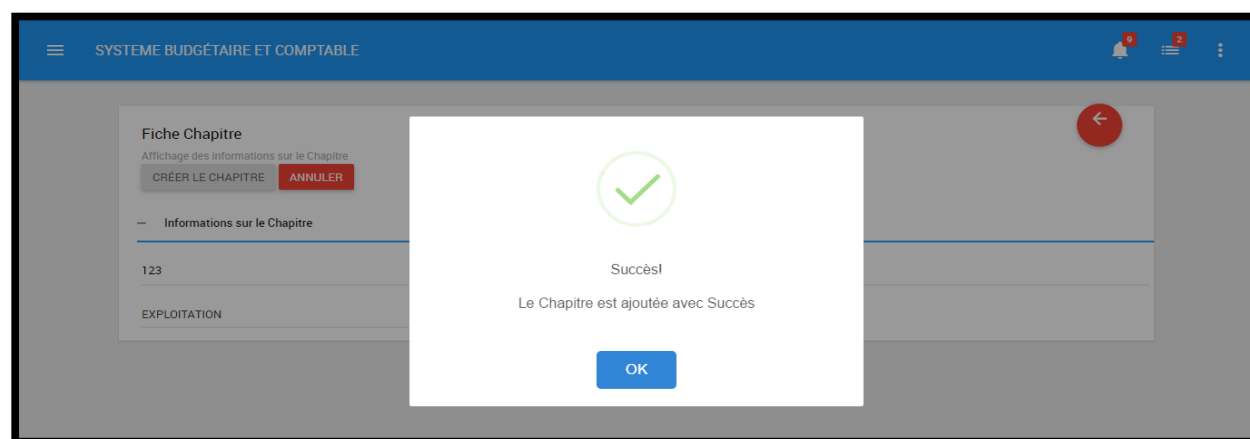 SYSTEME BUDGÉTAIRE ET COMPTABLE
9
2
Fiche Chapitre
Affichage des informations sur le Chapitre
CRÉER LE CHAPITRE ANNULER
Informations sur le Chapitre
123
EXPLOITATION
Succès!
Le Chapitre est ajoutée avec Succès
OK